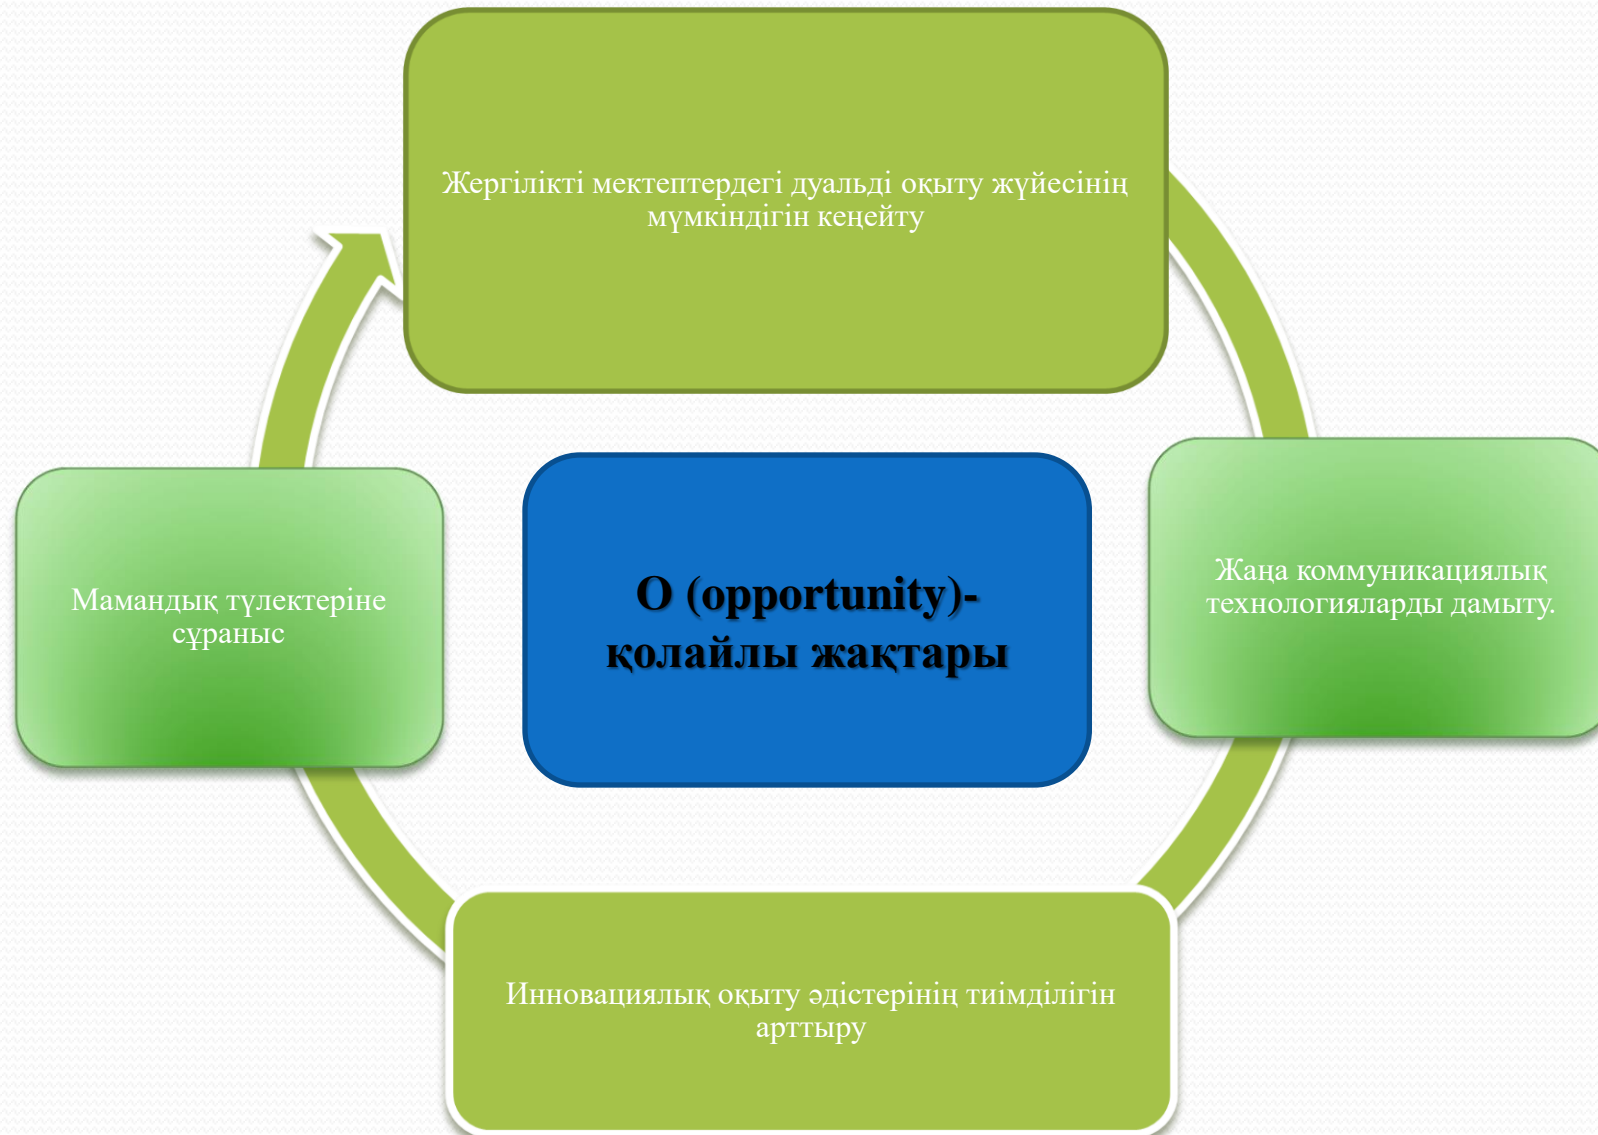 Жергілікті мектептердегі дуальді оқыту жүйесінің
мүмкіндігін кеңейту
Жаңа коммуникациялық
технологияларды дамыту.
Мамандық түлектеріне
сұраныс
О (opportunity)-
қолайлы жақтары
Инновациялық оқыту әдістерінің тиімділігін
арттыру